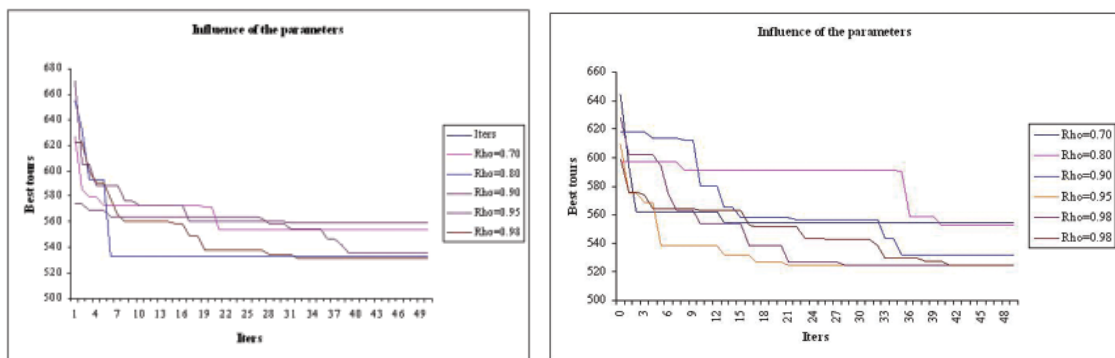 Influence of the parameters
680
660
640
620
600
580
560
540
520
500
Best tours
1 4 7 10 13 16 19 22 25 28 31 34 37 40 43 46 49
Iters
Iters
Rho=0.70
Rho=0.80
Rho=0.90
Rho=0.95
Rho=0.98
Influence of the parameters
660
640
620
600
580
560
540
520
500
Best tours
0 3 6 9 12 15 18 21 24 27 30 33 36 39 42 45 48
Iters
Rho=0.70
Rho=0.80
Rho=0.90
Rho=0.95
Rho=0.98
Rho=0.98